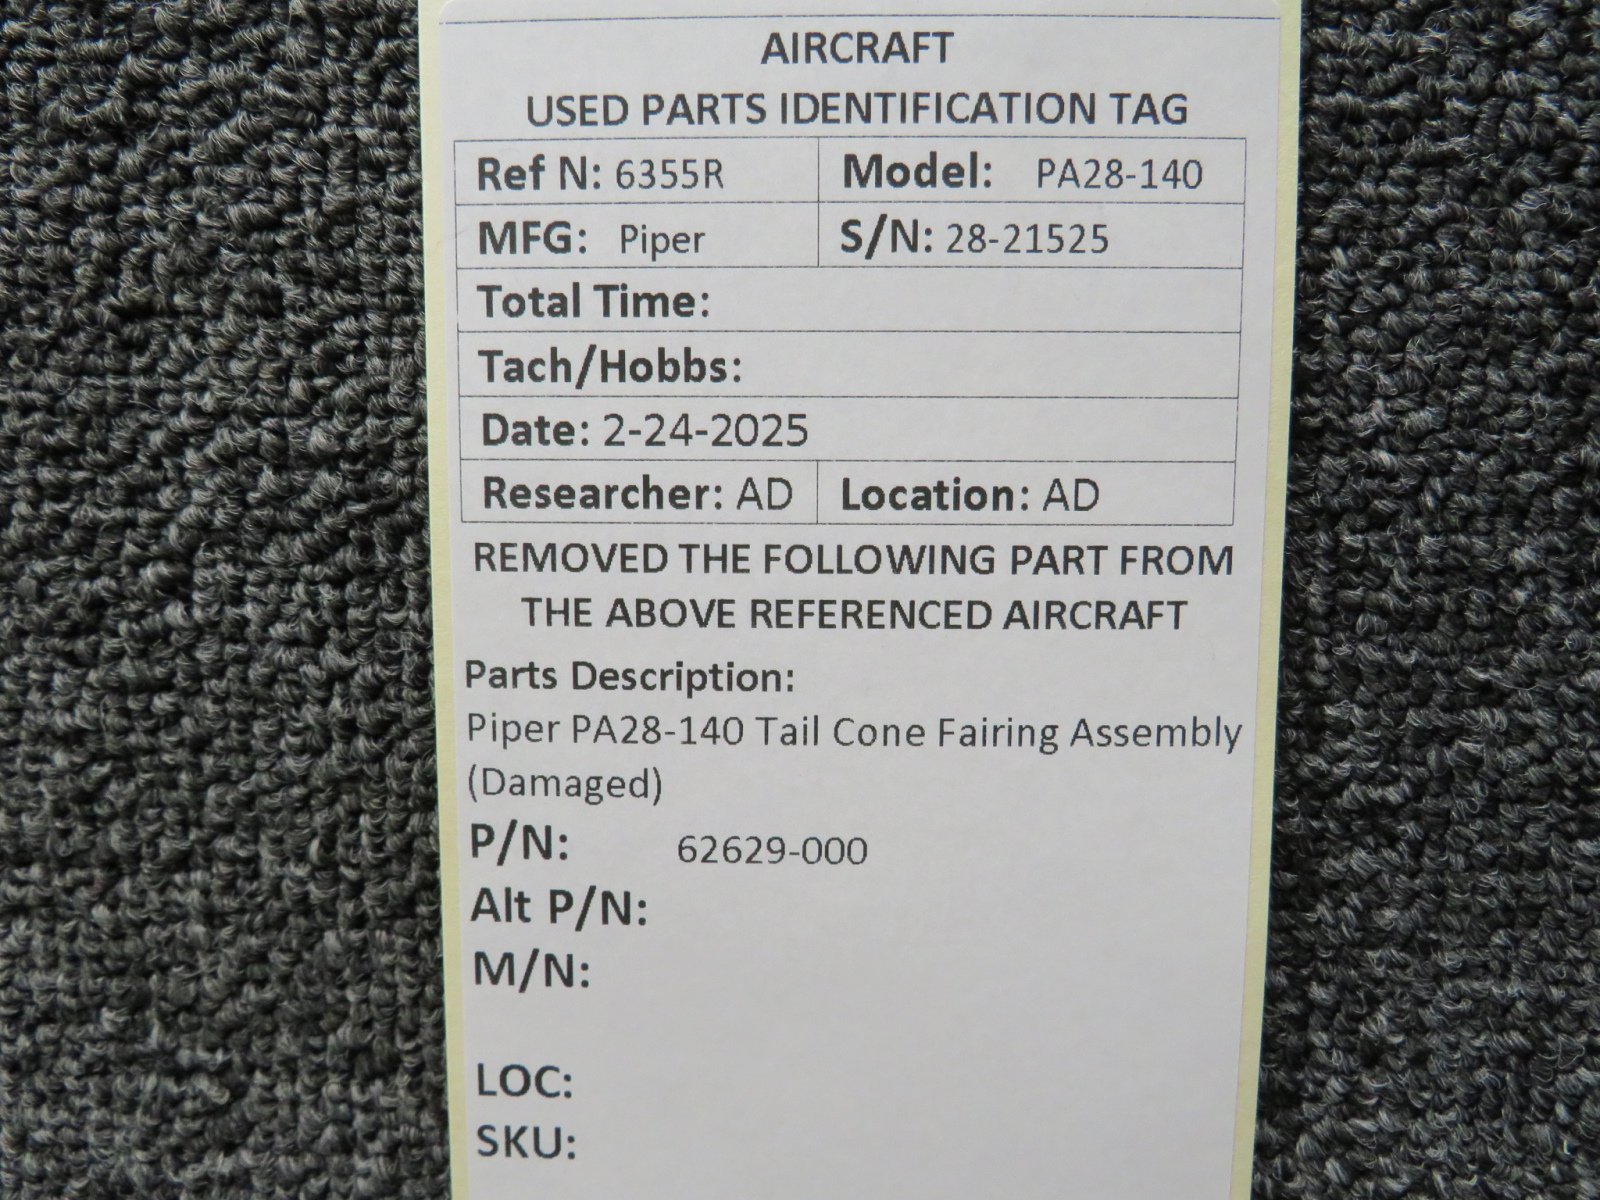 AIRCRAFT
USED PARTS IDENTIFICATION TAG
Ref N: 6355R Model: PA28-140
MFG: Piper S/N: 28-21525
Total Time:
Tach/Hobbs:
Date: 2-24-2025
Researcher: AD Location: AD
REMOVED THE FOLLOWING PART FROM
THE ABOVE REFERENCED AIRCRAFT
Parts Description:
Piper PA28-140 Tail Cone Fairing Assembly
(Damaged)
P/N: 62629-000
Alt P/N:
M/N:
LOC:
SKU: